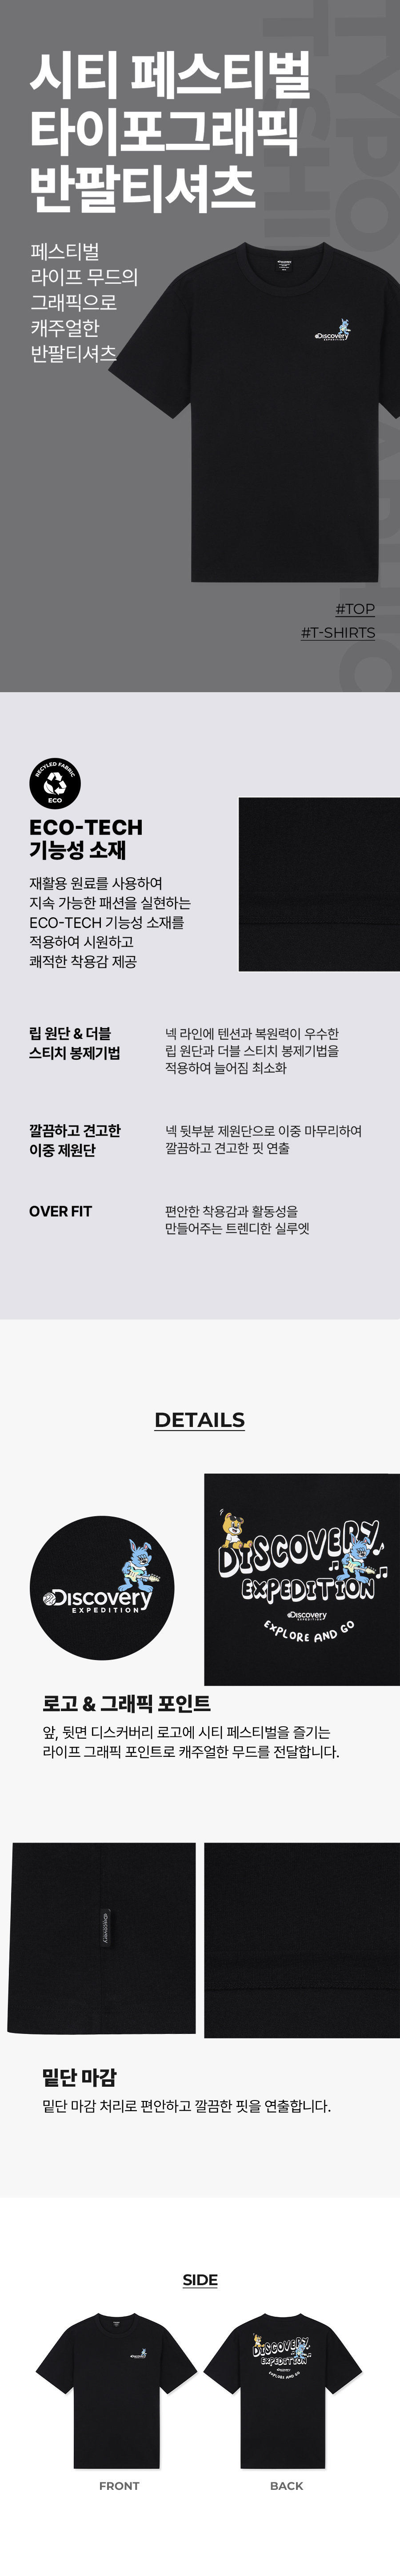 시티 페스티벌
타이포그래픽
반팔티셔츠
페스티벌
라이프 무드의
그래픽으로
캐주얼한
반팔티셔츠
Discovery
EXPEDITION
#TOP
#T-SHIRTS
RECYLED FABRIC
ECO
ECO-TECH
기능성 소재
재활용 원료를 사용하여
지속 가능한 패션을 실현하는
ECO-TECH 기능성 소재를
적용하여 시원하고
쾌적한 착용감 제공
립 원단 & 더블
스티치 봉제기법
넥 라인에 텐션과 복원력이 우수한
립 원단과 더블 스티치 봉제기법을
적용하여 늘어짐 최소화
깔끔하고 견고한
이중 제원단
넥 뒷부분 제원단으로 이중 마무리하여
깔끔하고 견고한 핏 연출
OVER FIT
편안한 착용감과 활동성을
만들어주는 트렌디한 실루엣
DETAILS
Discovery
EXPEDITION
DISCOVERY
EXPEDITION
Discovery
EXPEDITION
EXPLORE AND GO
로고 & 그래픽 포인트
앞, 뒷면 디스커버리 로고에 시티 페스티벌을 즐기는
라이프 그래픽 포인트로 캐주얼한 무드를 전달합니다.
Discovery
밑단 마감
밑단 마감 처리로 편안하고 깔끔한 핏을 연출합니다.
SIDE
DISCOVERY
EXPEDITION
EXPLORE AND GO
FRONT
BACK